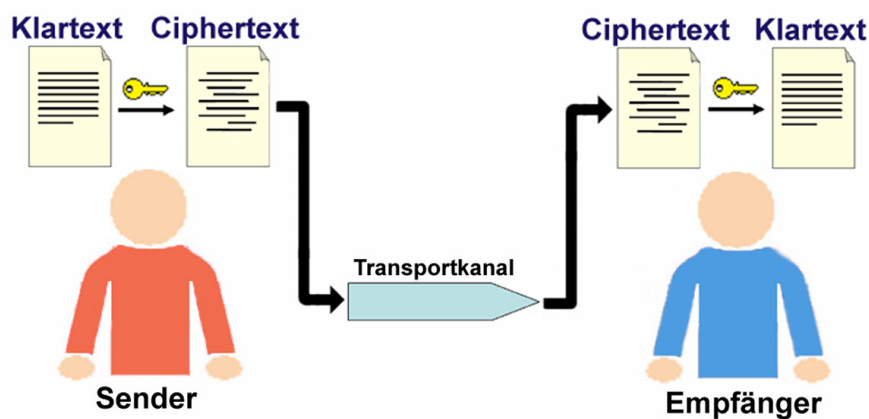 Klartext Ciphertext
Ciphertext Klartext
Transportkanal
Sender
Empfänger